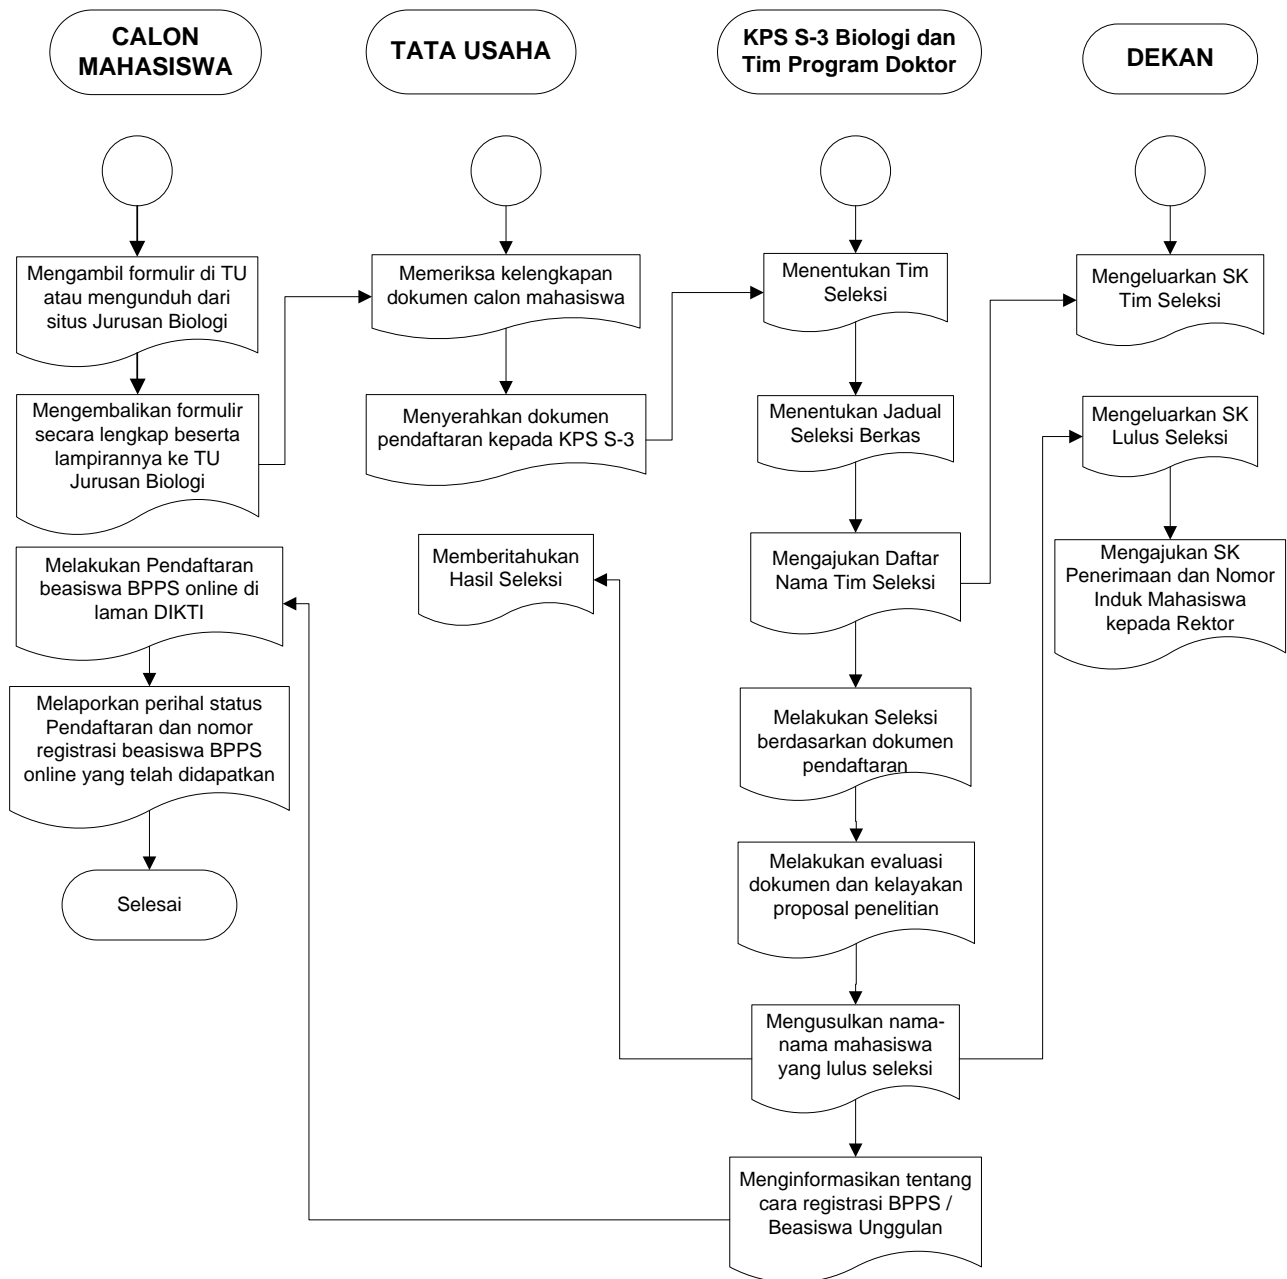 CALON
MAHASISWA
TATA USAHA
KPS S-3 Biologi dan
Tim Program Doktor
DEKAN
Mengambil formulir di TU
atau mengunduh dari
situs Jurusan Biologi
Mengembalikan formulir
secara lengkap beserta
lampirannya ke TU
Jurusan Biologi
Melakukan Pendaftaran
beasiswa BPPS online di
laman DIKTI
Melaporkan perihal status
Pendaftaran dan nomor
registrasi beasiswa BPPS
online yang telah didapatkan
Selesai
Memeriksa kelengkapan
dokumen calon mahasiswa
Menyerahkan dokumen
pendaftaran kepada KPS S-3
Memberitahukan
Hasil Seleksi
Menentukan Tim
Seleksi
Menentukan Jadual
Seleksi Berkas
Mengajukan Daftar
Nama Tim Seleksi
Melakukan Seleksi
berdasarkan dokumen
pendaftaran
Melakukan evaluasi
dokumen dan kelayakan
proposal penelitian
Mengusulkan nama-
nama mahasiswa
yang lulus seleksi
Menginformasikan tentang
cara registrasi BPPS /
Beasiswa Unggulan
Mengeluarkan SK
Tim Seleksi
Mengeluarkan SK
Lulus Seleksi
Mengajukan SK
Penerimaan dan Nomor
Induk Mahasiswa
kepada Rektor